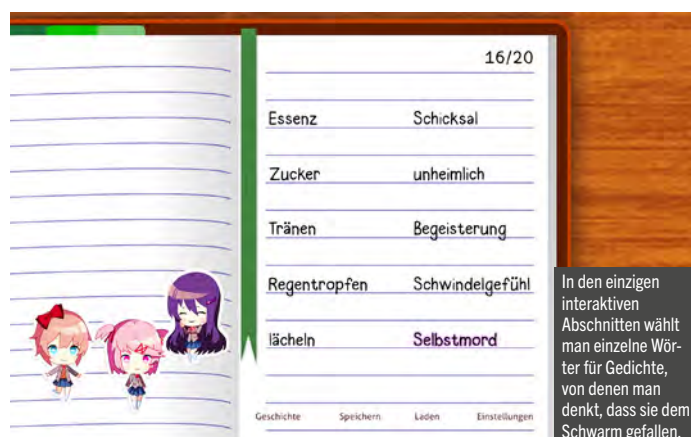 16/20
Essenz Schicksal
Zucker unheimlich
Tränen Begeisterung
Regentropfen Schwindelgefühl
lächeln Selbstmord
Geschichte Speichern Laden Einstellungen
In den einzigen
interaktiven
Abschnitten wählt
man einzelne Wör-
ter für Gedichte,
von denen man
denkt, dass sie dem
Schwarm gefallen.